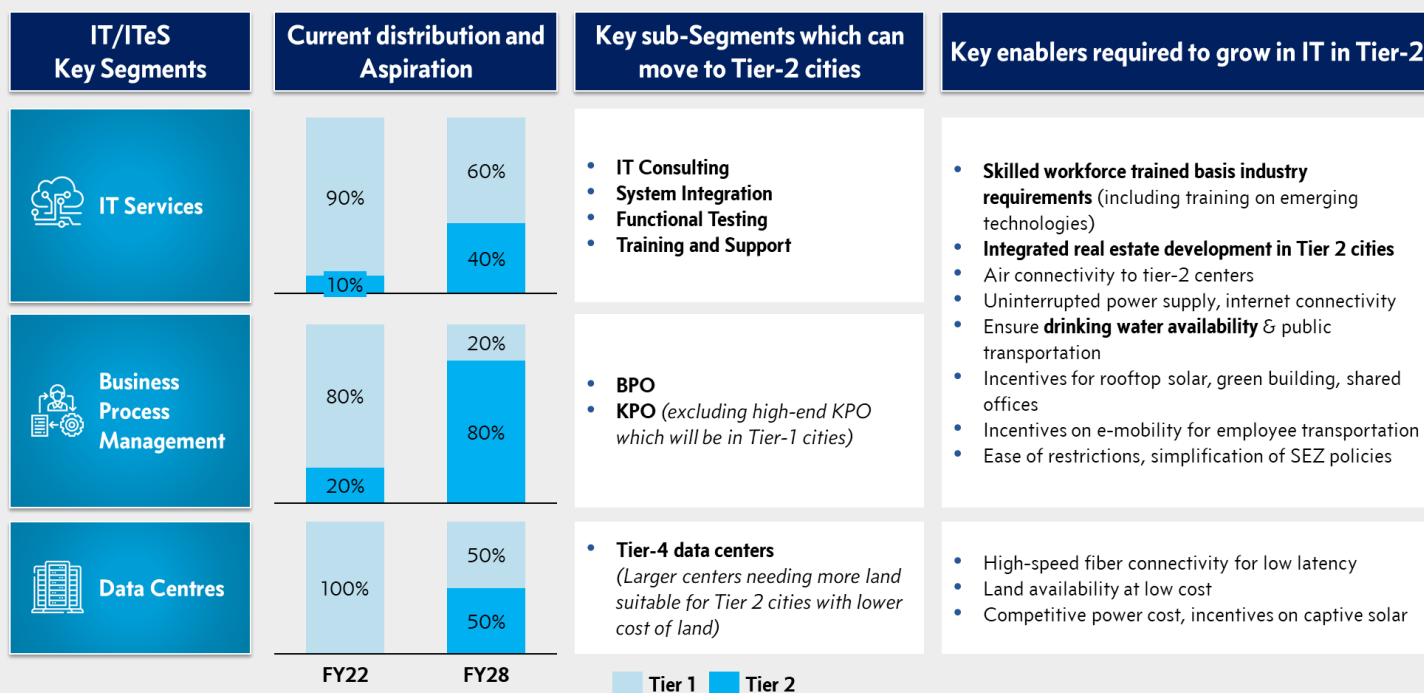 IT/ITeS
Key Segments
Current distribution and
Aspiration
Key sub-Segments which can
move to Tier-2 cities
Key enablers required to grow in IT in Tier-2
IT Services
90%
10%
60%
40%
• IT Consulting
• System Integration
• Functional Testing
• Training and Support
• Skilled workforce trained basis industry
requirements (including training on emerging
technologies)
• Integrated real estate development in Tier 2 cities
• Air connectivity to tier-2 centers
• Uninterrupted power supply, internet connectivity
• Ensure drinking water availability & public
transportation
• Incentives for rooftop solar, green building, shared
offices
• Incentives on e-mobility for employee transportation
• Ease of restrictions, simplification of SEZ policies
Business
Process
Management
80%
20%
20%
80%
• BPO
• KPO (excluding high-end KPO
which will be in Tier-1 cities)
Data Centres
100%
50%
50%
• Tier-4 data centers
(Larger centers needing more land
suitable for Tier 2 cities with lower
cost of land)
• High-speed fiber connectivity for low latency
• Land availability at low cost
• Competitive power cost, incentives on captive solar
FY22
FY28
Tier 1
Tier 2